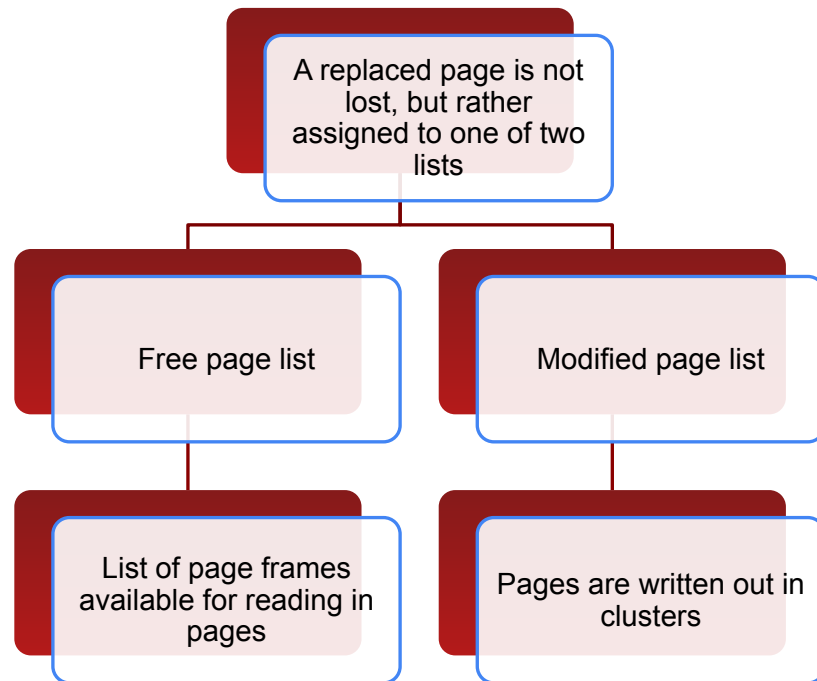 A replaced page is not
lost, but rather
assigned to one of two
lists
Free page list
Modified page list
List of page frames
available for reading in
pages
Pages are written out in
clusters